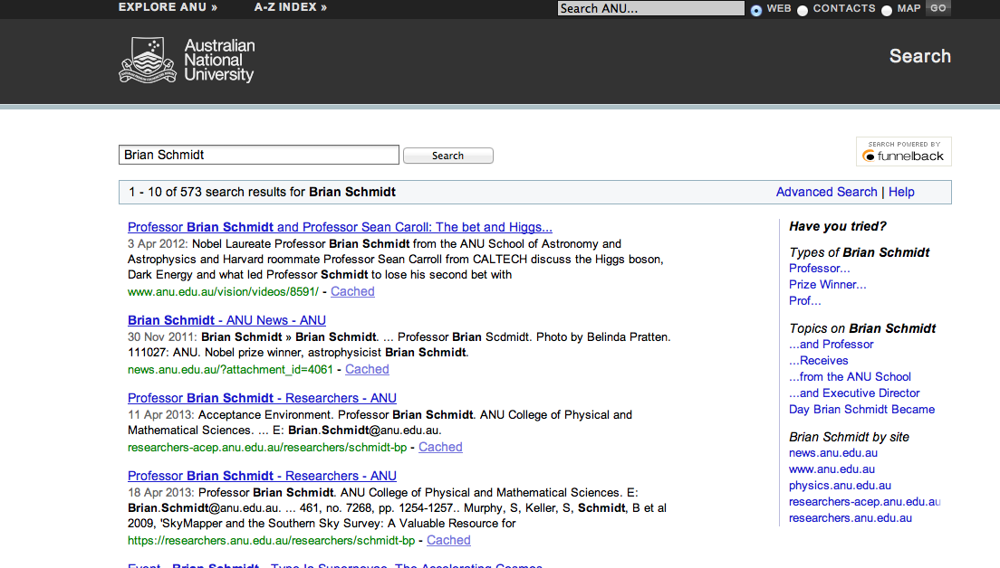 EXPLORE ANU »
A-Z INDEX »
Search ANU...
WEB
CONTACTS
MAP
GO
Australian
National
University
Search
Brian Schmidt
Search
SEARCH POWERED BY
funnelback
1 - 10 of 573 search results for Brian Schmidt
Advanced Search | Help
Professor Brian Schmidt and Professor Sean Caroll: The bet and Higgs...
3 Apr 2012: Nobel Laureate Professor Brian Schmidt from the ANU School of Astronomy and
Astrophysics and Harvard roommate Professor Sean Carroll from CALTECH discuss the Higgs boson,
Dark Energy and what led Professor Schmidt to lose his second bet with
www.anu.edu.au/vision/videos/8591/ - Cached
Brian Schmidt - ANU News - ANU
30 Nov 2011: Brian Schmidt » Brian Schmidt. ... Professor Brian Scdmidt. Photo by Belinda Pratten.
111027: ANU. Nobel prize winner, astrophysicist Brian Schmidt.
news.anu.edu.au/?attachment_id=4061 - Cached
Professor Brian Schmidt - Researchers - ANU
11 Apr 2013: Acceptance Environment. Professor Brian Schmidt. ANU College of Physical and
Mathematical Sciences. ... E: Brian.Schmidt@anu.edu.au.
researchers-acep.anu.edu.au/researchers/schmidt-bp - Cached
Professor Brian Schmidt - Researchers - ANU
18 Apr 2013: Professor Brian Schmidt. ANU College of Physical and Mathematical Sciences. E:
Brian.Schmidt@anu.edu.au. ... 461, no. 7268, pp. 1254-1257.. Murphy, S, Keller, S, Schmidt, B et al
2009, 'SkyMapper and the Southern Sky Survey: A Valuable Resource for
https://researchers.anu.edu.au/researchers/schmidt-bp - Cached
Event - Brian Schmidt - Type Ia Supernovae, The Accelerating Cosmos
Have you tried?
Types of Brian Schmidt
Professor...
Prize Winner...
Prof...
Topics on Brian Schmidt
...and Professor
...Receives
...from the ANU School
...and Executive Director
Day Brian Schmidt Became
Brian Schmidt by site
news.anu.edu.au
www.anu.edu.au
physics.anu.edu.au
researchers-acep.anu.edu.au
researchers.anu.edu.au